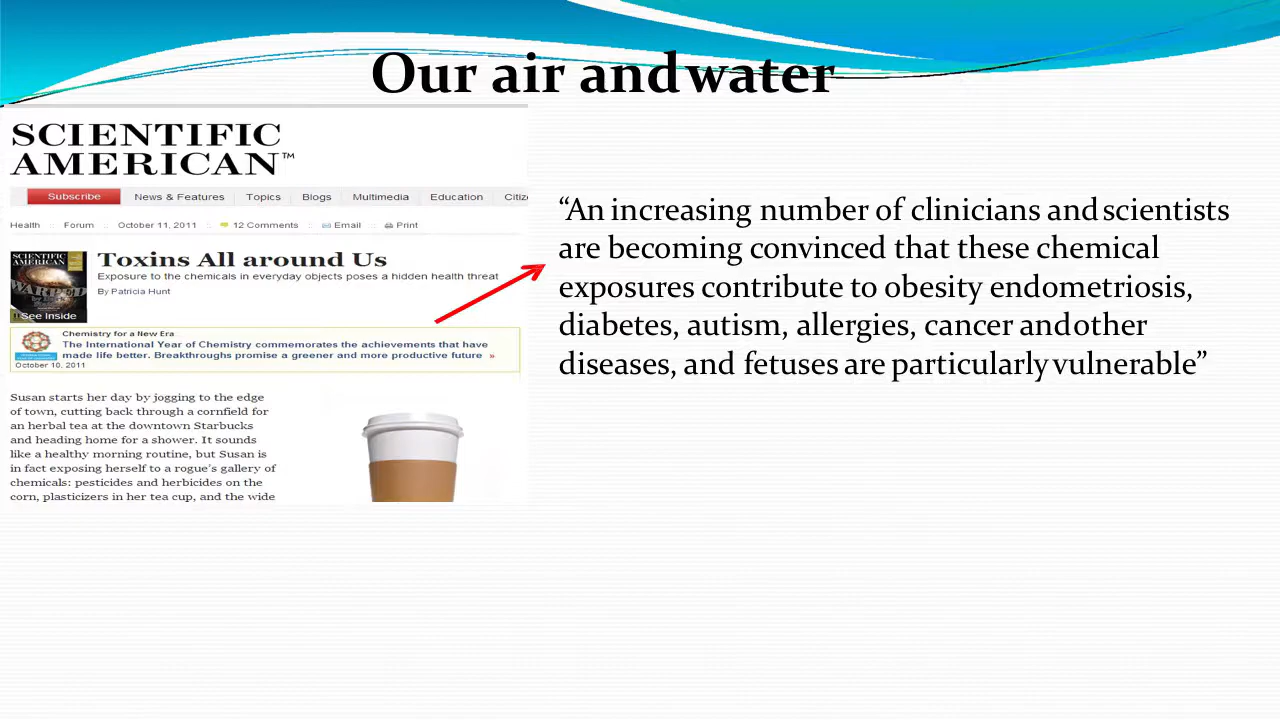 Our air and water
SCIENTIFIC
AMERICAN™
Subscribe News & Features Topics Blogs Multimedia Education Citize
Health :: Forum :: October 11, 2011 :: 12 Comments :: Email :: Print
Toxins All around Us
Exposure to the chemicals in everyday objects poses a hidden health threat
By Patricia Hunt
SCIENTIFIC
AMERICAN
WARPED
See Inside
Chemistry for a New Era
The International Year of Chemistry commemorates the achievements that have
made life better. Breakthroughs promise a greener and more productive future »
October 10, 2011
Susan starts her day by jogging to the edge
of town, cutting back through a cornfield for
an herbal tea at the downtown Starbucks
and heading home for a shower. It sounds
like a healthy morning routine, but Susan is
in fact exposing herself to a rogue's gallery of
chemicals: pesticides and herbicides on the
corn, plasticizers in her tea cup, and the wide
“An increasing number of clinicians and scientists
are becoming convinced that these chemical
exposures contribute to obesity endometriosis,
diabetes, autism, allergies, cancer and other
diseases, and fetuses are particularly vulnerable”